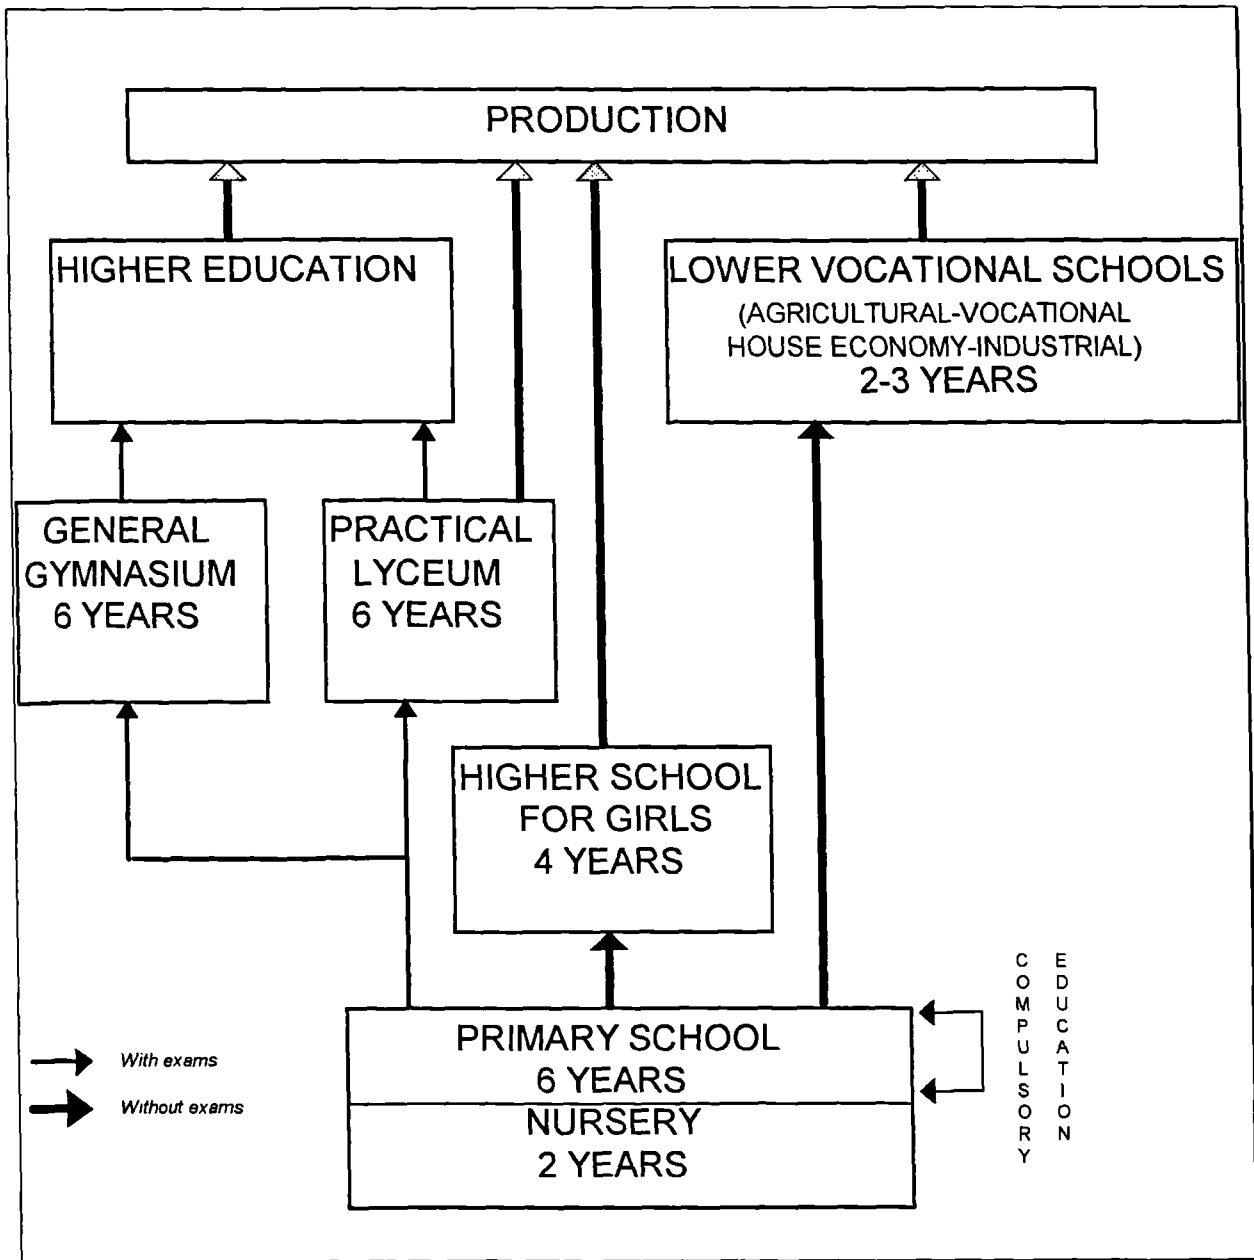 PRODUCTION
HIGHER EDUCATION
LOWER VOCATIONAL SCHOOLS
(AGRICULTURAL-VOCATIONAL
HOUSE ECONOMY-INDUSTRIAL)
2-3 YEARS
GENERAL
GYMNASIUM
6 YEARS
PRACTICAL
LYCEUM
6 YEARS
HIGHER SCHOOL
FOR GIRLS
4 YEARS
PRIMARY SCHOOL
6 YEARS
NURSERY
2 YEARS
COMPULSORY
EDUCATION
With exams
Without exams